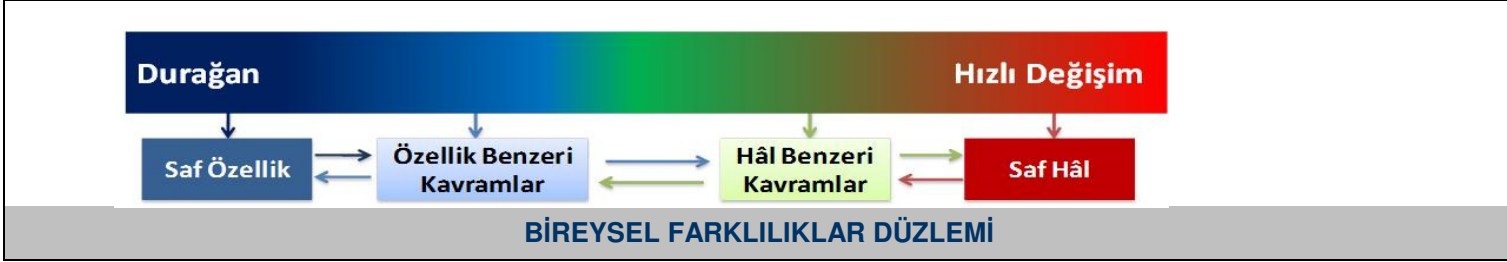 Durağan
Hızlı Değişim
Saf Özellik
Özellik Benzeri
Kavramlar
Hâl Benzeri
Kavramlar
Saf Hâl
BİREYSEL FARKLILIKLAR DÜZLEMİ